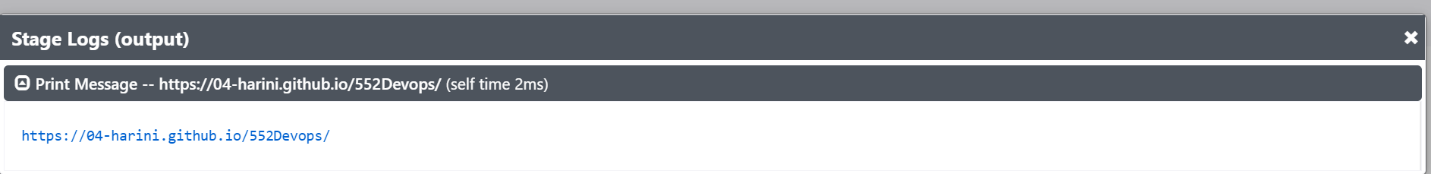 Stage Logs (output)
Print Message -- https://04-harini.github.io/552Devops/ (self time 2ms)
https://04-harini.github.io/552Devops/